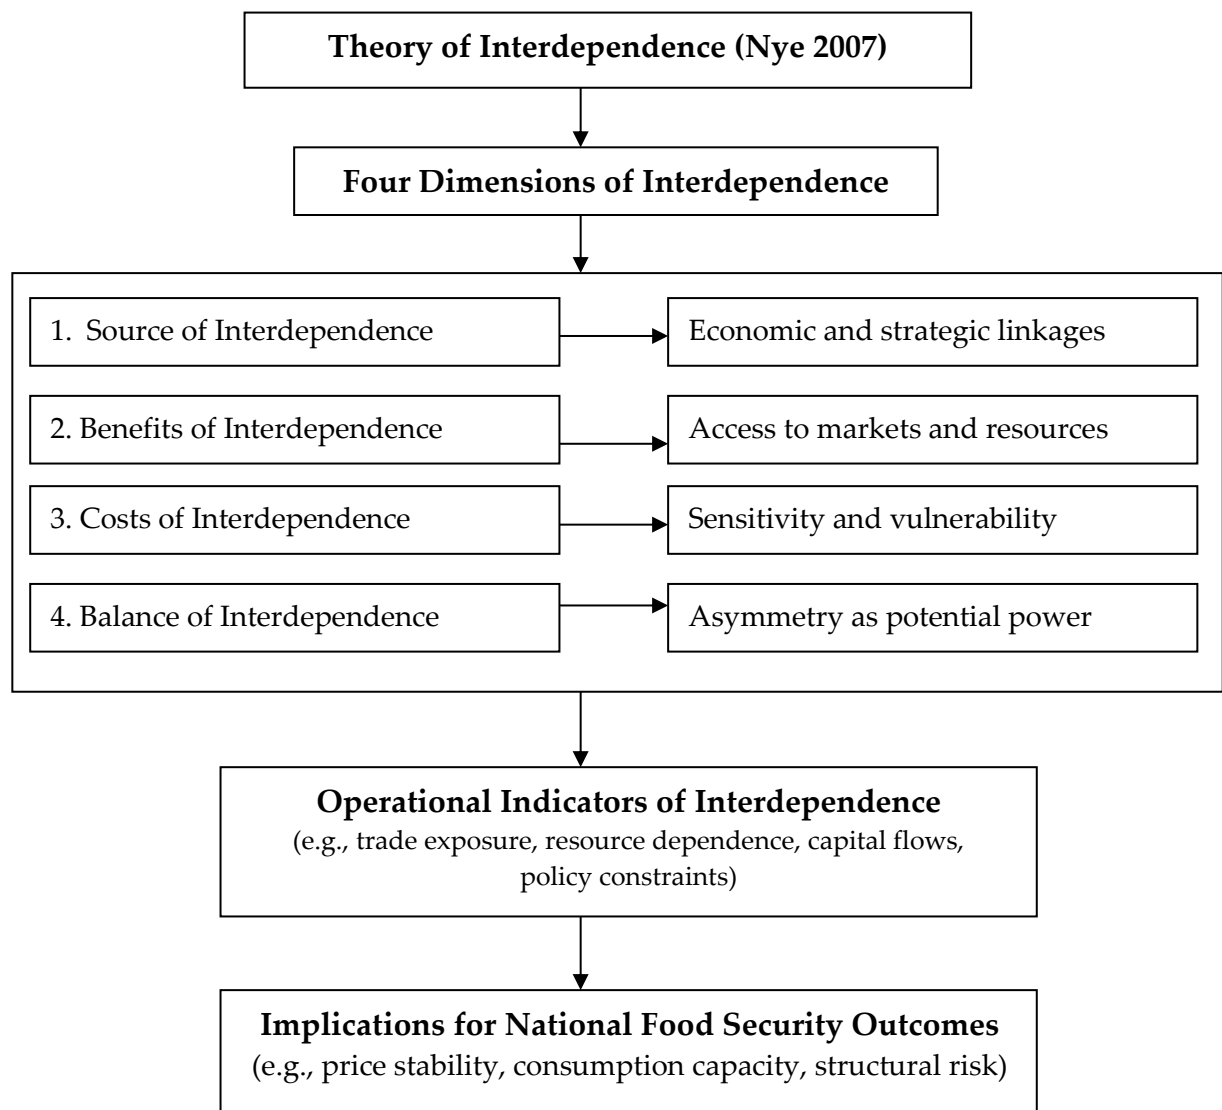 Theory of Interdependence (Nye 2007)
Four Dimensions of Interdependence
1. Source of Interdependence
Economic and strategic linkages
2. Benefits of Interdependence
Access to markets and resources
3. Costs of Interdependence
Sensitivity and vulnerability
4. Balance of Interdependence
Asymmetry as potential power
Operational Indicators of Interdependence
(e.g., trade exposure, resource dependence, capital flows,
policy constraints)
Implications for National Food Security Outcomes
(e.g., price stability, consumption capacity, structural risk)